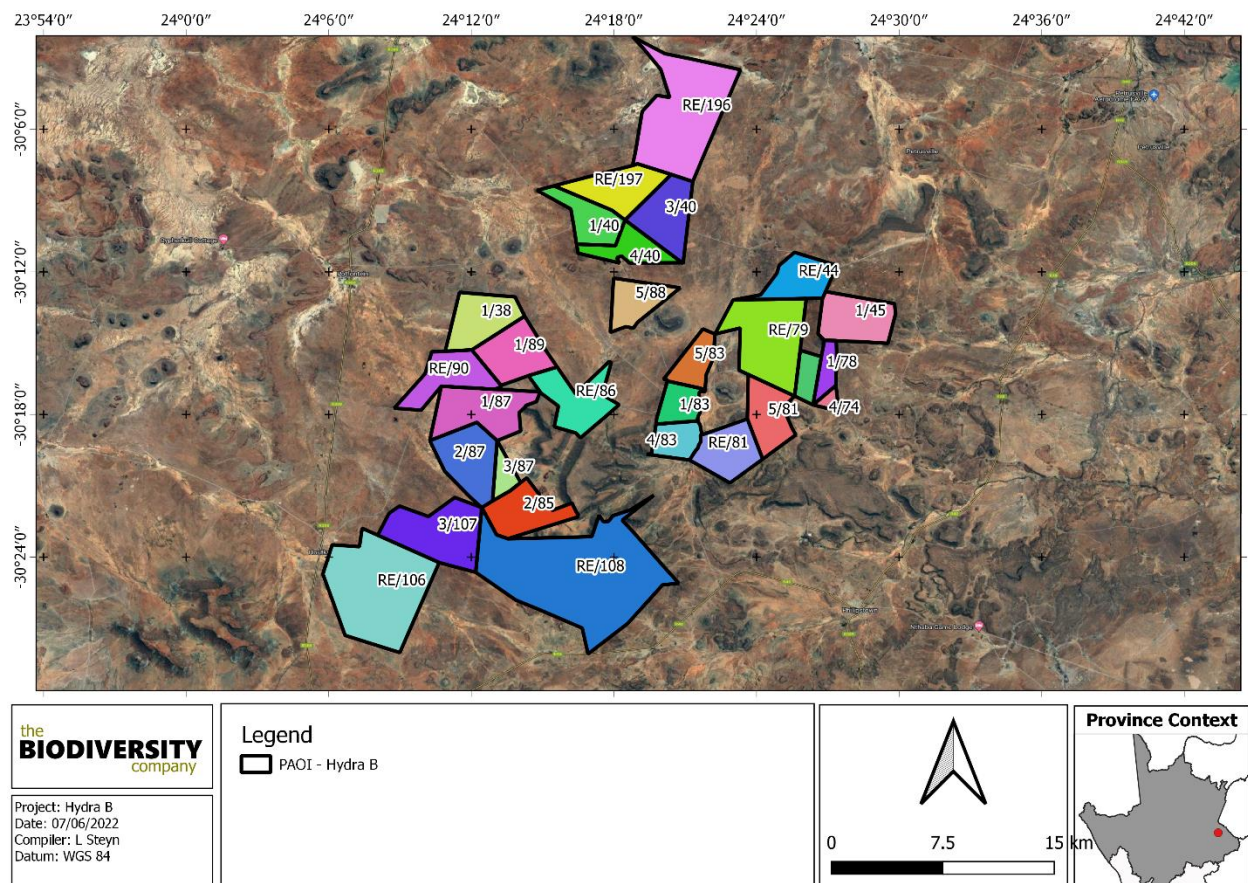 23°54′0″ 24°0′0″ 24°6′0″ 24°12′0″ 24°18′0″ 24°24′0″ 24°30′0″ 24°36′0″ 24°42′0″
-30°6′0″
-30°12′0″
-30°18′0″
-30°24′0″
RE/196
RE/197
3/40
1/40
4/40
RE/44
5/88
1/38
1/45
RE/79
1/89
5/83
1/78
RE/90
RE/86
1/87
1/83
5/81
4/74
4/83
RE/81
2/87
3/87
2/85
3/107
RE/108
RE/106
Petrusville
Philipstown
Nthaba Game Lodge
the
BIODIVERSITY
company
Project: Hydra B
Date: 07/06/2022
Compiler: L Steyn
Datum: WGS 84
Legend
PAOI - Hydra B
0 7.5 15 km
Province Context